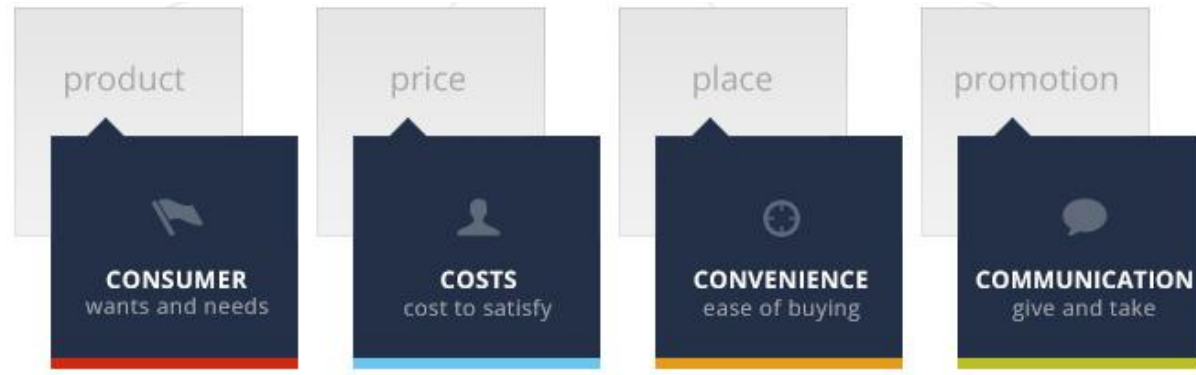 product
price
place
promotion
CONSUMER
wants and needs
COSTS
cost to satisfy
CONVENIENCE
ease of buying
COMMUNICATION
give and take